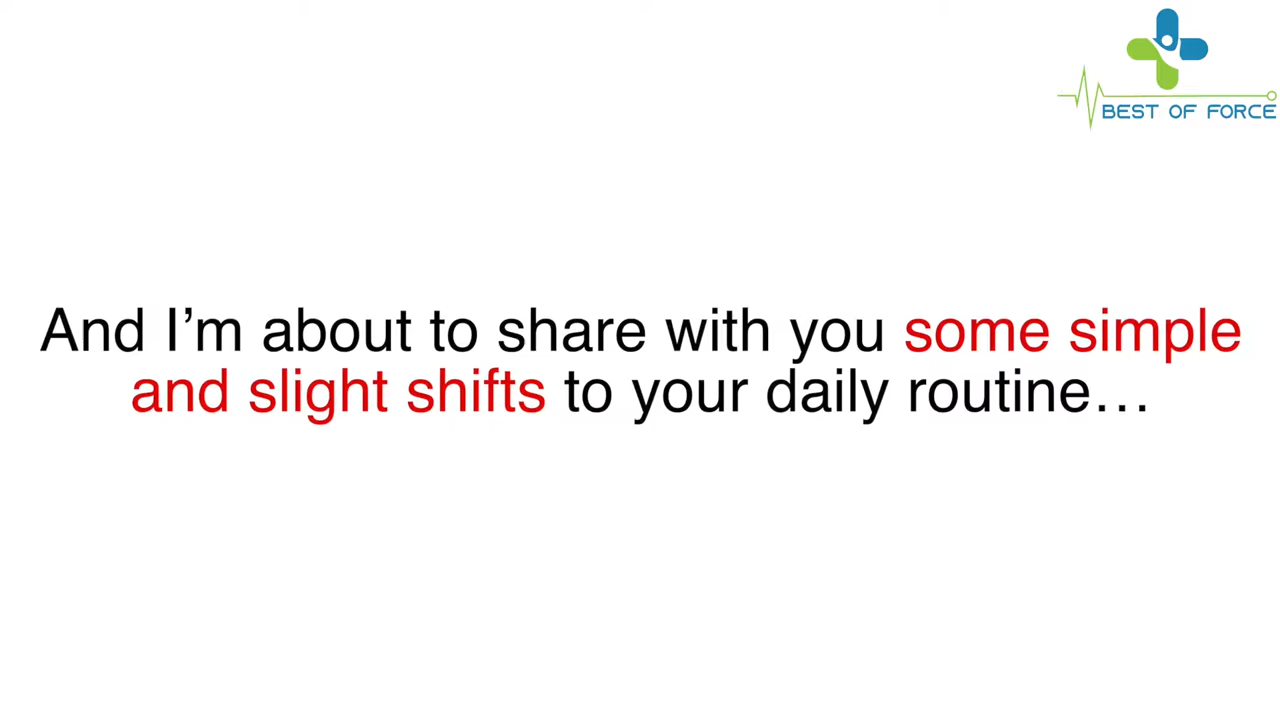 BEST OF FORCE
And I’m about to share with you some simple
and slight shifts to your daily routine…